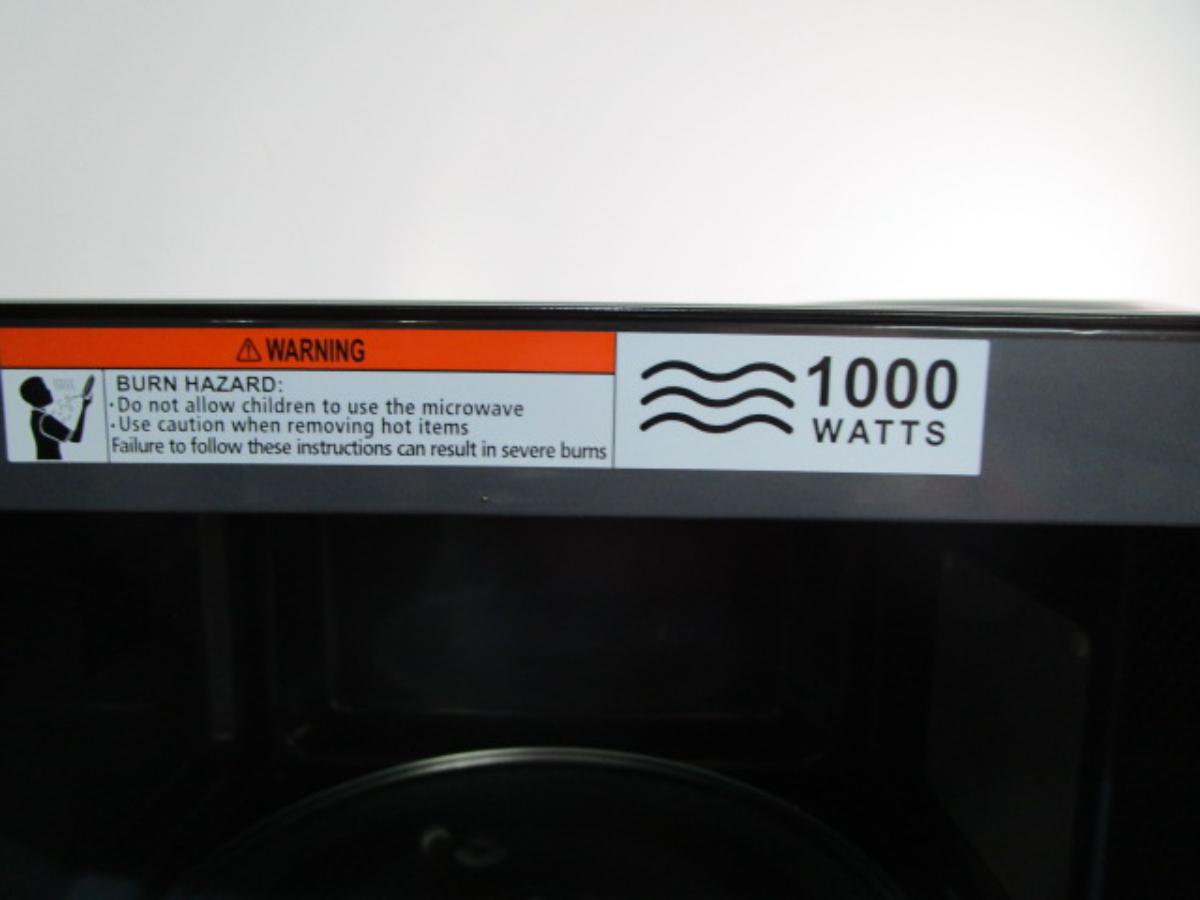 ⚠ WARNING
BURN HAZARD:
·Do not allow children to use the microwave
·Use caution when removing hot items
Failure to follow these instructions can result in severe burns
1000
WATTS